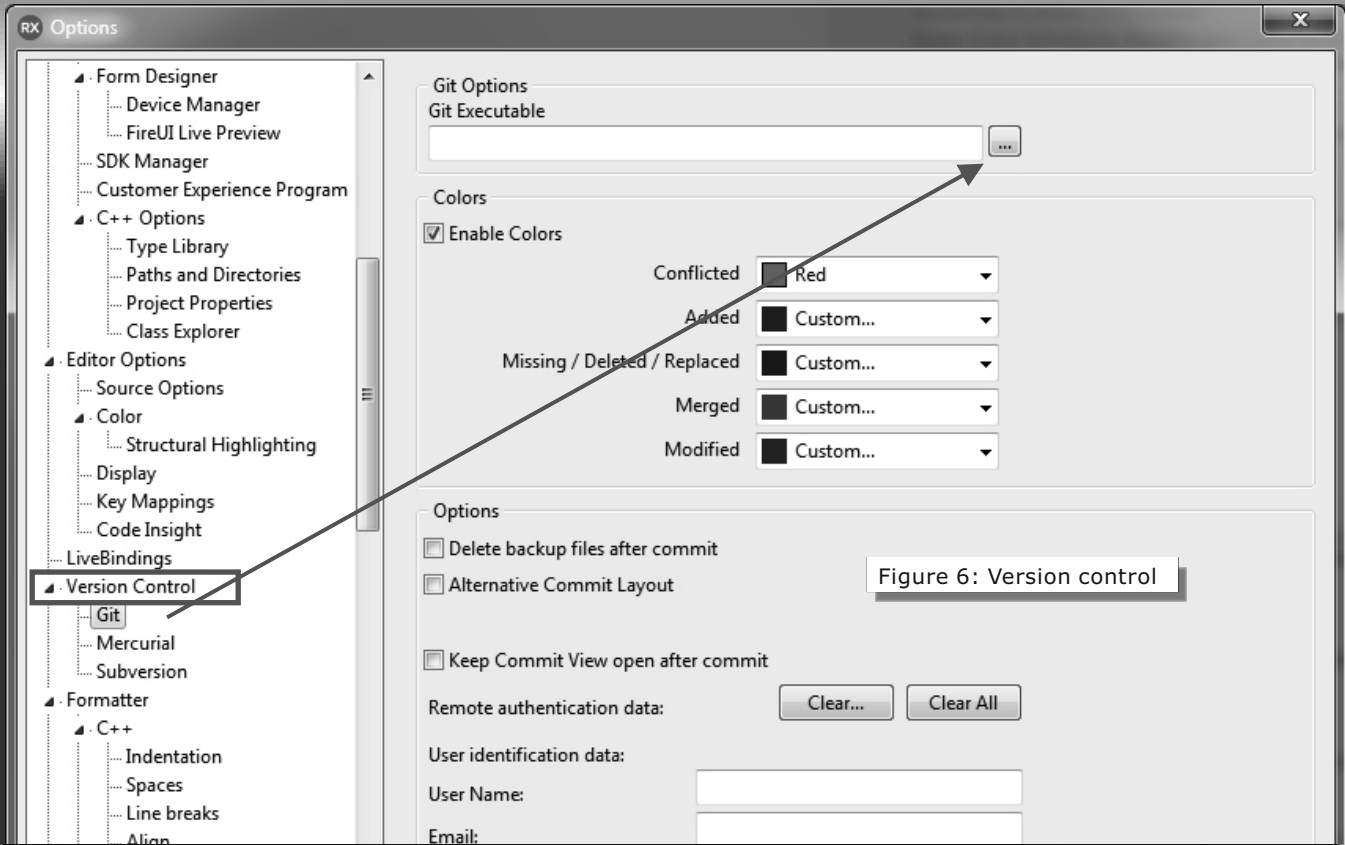 RX Options
X
Form Designer
Device Manager
FireUI Live Preview
SDK Manager
Customer Experience Program
C++ Options
Type Library
Paths and Directories
Project Properties
Class Explorer
Editor Options
Source Options
Color
Structural Highlighting
Display
Key Mappings
Code Insight
LiveBindings
Version Control
Git
Mercurial
Subversion
Formatter
C++
Indentation
Spaces
Line breaks
Align
Git Options
Git Executable
...
Colors
Enable Colors
Conflicted Red
Added Custom...
Missing / Deleted / Replaced Custom...
Merged Custom...
Modified Custom...
Options
Delete backup files after commit
Alternative Commit Layout
Figure 6: Version control
Keep Commit View open after commit
Remote authentication data: Clear... Clear All
User identification data:
User Name:
Email: